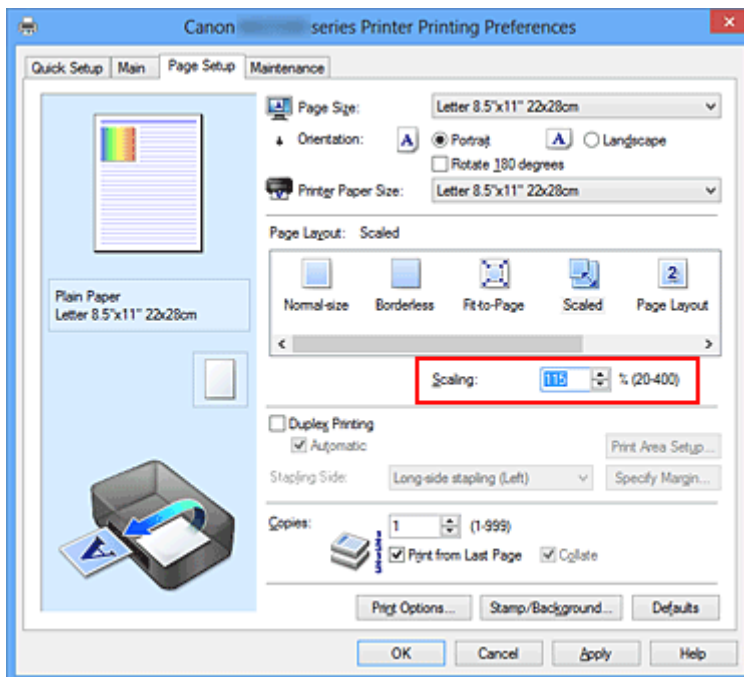 Canon series Printer Printing Preferences
Quick Setup Main Page Setup Maintenance
Page Size: Letter 8.5"x11" 22x28cm
Orientation: A Portrait A Landscape
Rotate 180 degrees
Printer Paper Size: Letter 8.5"x11" 22x28cm
Page Layout: Scaled
Normal-size Borderless Fit-to-Page Scaled Page Layout
Plain Paper
Letter 8.5"x11" 22x28cm
Scaling: 115 % (20-400)
Duplex Printing
Automatic Print Area Setup...
Stapling Side: Long-side stapling (Left) Specify Margin...
Copies: 1 (1-999)
Print from Last Page Collate
Print Options... Stamp/Background... Defaults
OK Cancel Apply Help